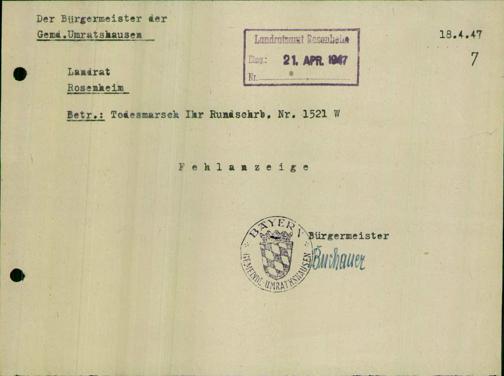 Der Bürgermeister der
Gemd.Umratshausen
18.4.47
7
Landratsamt Rosenheim
Eing.: 21. APR. 1947
Nr.
Landrat
Rosenheim
Betr.: Todesmarsch Ihr Rundschrb. Nr. 1521 W
Fehlanzeige
Bürgermeister
BAYERN
GEMEINDE UMRATSHAUSEN
Buchauer